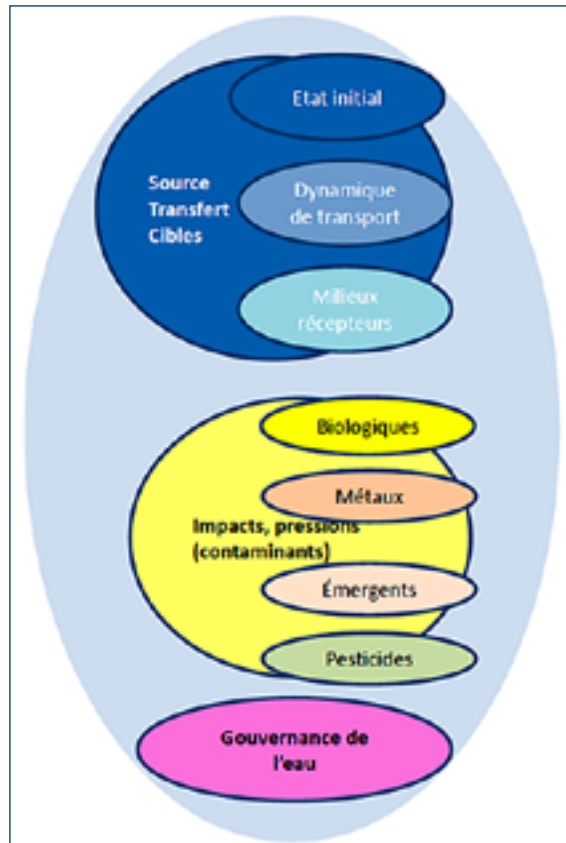 Etat initial
Source
Transfert
Cibles
Dynamique
de transport
Milieux
récepteurs
Biologiques
Métaux
Impacts, pressions
(contaminants)
Émergents
Pesticides
Gouvernance de
l'eau